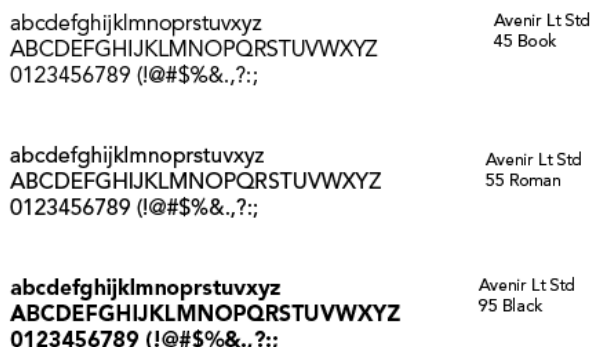 abcdefghijklmnoprstuvxyz
ABCDEFGHIJKLMNOPQRSTUVWXYZ
0123456789 (!@#$%&.,?:;
Avenir Lt Std
45 Book
abcdefghijklmnoprstuvxyz
ABCDEFGHIJKLMNOPQRSTUVWXYZ
0123456789 (!@#$%&.,?:;
Avenir Lt Std
55 Roman
abcdefghijklmnoprstuvxyz
ABCDEFGHIJKLMNOPQRSTUVWXYZ
0123456789 (!@#$%&.,?:;
Avenir Lt Std
95 Black